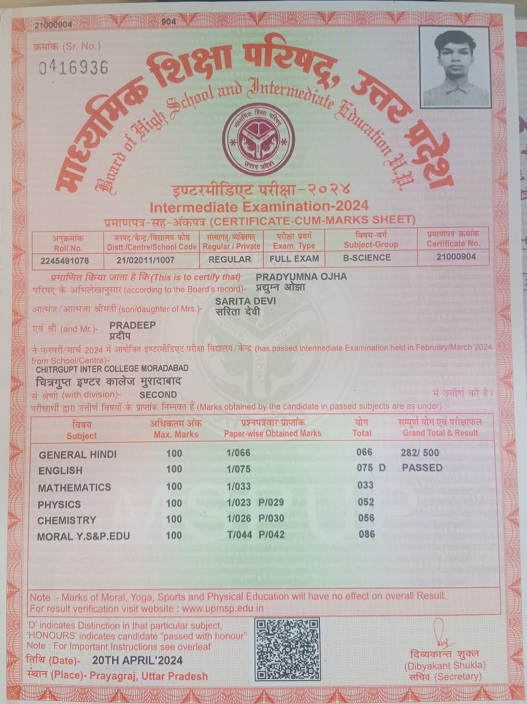 21000904
904
क्रमांक (Sr. No.)
0416936
माध्यमिक शिक्षा परिषद, उत्तर प्रदेश
Board of High School and Intermediate Education U.P.
इण्टरमीडिएट परीक्षा-२०२४
Intermediate Examination-2024
प्रमाणपत्र-सह-अंकपत्र (CERTIFICATE-CUM-MARKS SHEET)
अनुक्रमांक जनपद/केन्द्र/विद्यालय कोड संस्थागत/व्यक्तिगत परीक्षा प्रवर्ग विषय-वर्ग प्रमाणपत्र क्रमांक
Roll No. Distt./Centre/School Code Regular / Private Exam. Type Subject-Group Certificate No.
2245491078 21/02011/1007 REGULAR FULL EXAM B-SCIENCE 21000904
प्रमाणित किया जाता है कि(This is to certify that) PRADYUMNA OJHA
परिषद के अभिलेखानुसार (according to the Board's record)- प्रद्युम्न ओझा
आत्मज/आत्मजा श्रीमती (son/daughter of Mrs.)- SARITA DEVI
सरिता देवी
एवं श्री (and Mr.)- PRADEEP
प्रदीप
ने फरवरी/मार्च 2024 में आयोजित इण्टरमीडिएट परीक्षा विद्यालय/केन्द्र (has passed Intermediate Examination held in February/March 2024
from School/Centre)-
CHITRGUPT INTER COLLEGE MORADABAD
चित्रगुप्त इण्टर कालेज मुरादाबाद
से श्रेणी (with division)- SECOND में उत्तीर्ण की है।
परीक्षार्थी द्वारा उत्तीर्ण विषयों के प्राप्तांक निम्नवत हैं (Marks obtained by the candidate in passed subjects are as under) :-
विषय अधिकतम अंक प्रश्नपत्रवार प्राप्तांक योग सम्पूर्ण योग एवं परीक्षाफल
Subject Max. Marks Paper-wise Obtained Marks Total Grand Total & Result
GENERAL HINDI 100 1/066 066 282/ 500
ENGLISH 100 1/075 075 D PASSED
MATHEMATICS 100 1/033 033
PHYSICS 100 1/023 P/029 052
CHEMISTRY 100 1/026 P/030 056
MORAL Y.S&P.EDU 100 T/044 P/042 086
Note :- Marks of Moral, Yoga, Sports and Physical Education will have no effect on overall Result.
For result verification visit website : www.upmsp.edu.in
'D' indicates Distinction in that particular subject,
'HONOURS' indicates candidate "passed with honour"
Note : For Important Instructions see overleaf
तिथि (Date)- 20TH APRIL'2024
स्थान (Place)- Prayagraj, Uttar Pradesh
दिव्यकान्त शुक्ल
(Dibyakant Shukla)
सचिव (Secretary)